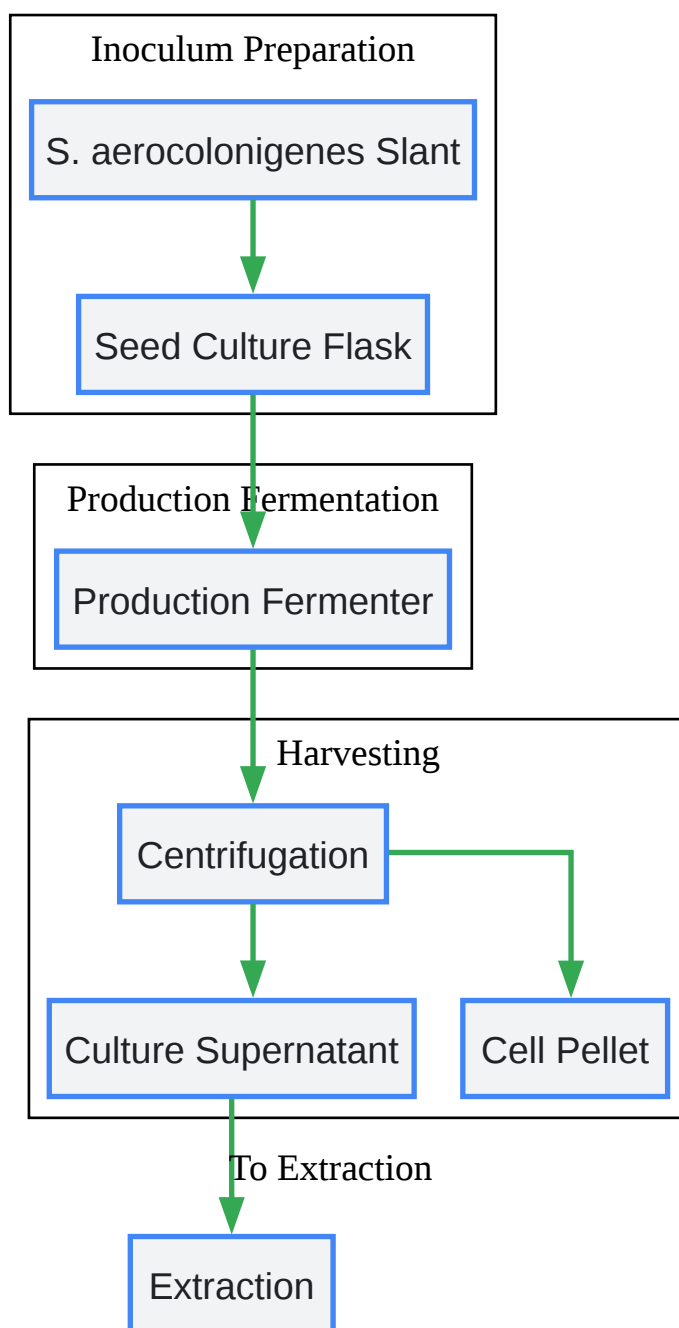 Inoculum Preparation
S. aerocolonigenes Slant
Seed Culture Flask
Production Fermentation
Production Fermenter
Harvesting
Centrifugation
Culture Supernatant
Cell Pellet
To Extraction
Extraction